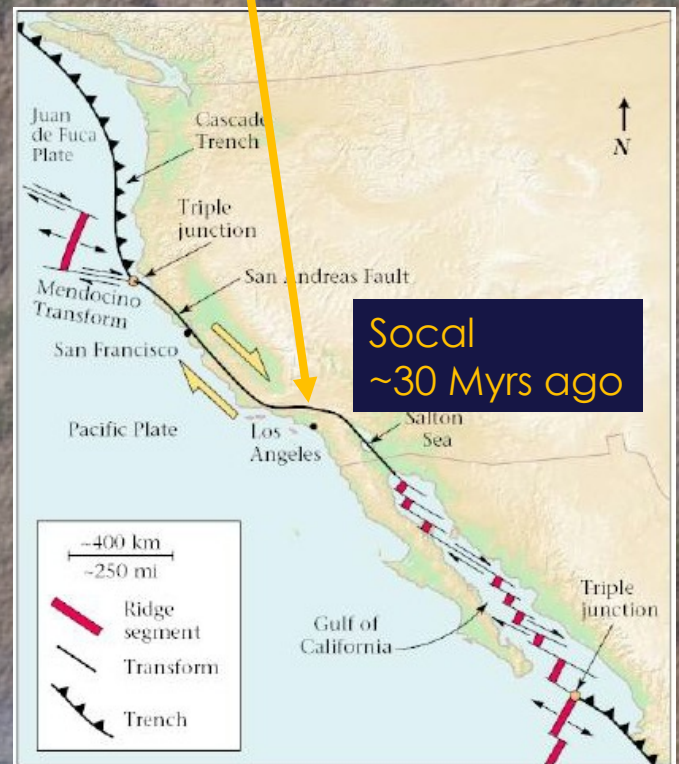 Juan
de Fuca
Plate
Cascade
Trench
N
Triple
junction
San Andreas Fault
Mendocino
Transform
San Francisco
Socal
~30 Myrs ago
Pacific Plate
Los
Angeles
Salton
Sea
~400 km
~250 mi
Ridge
segment
Transform
Trench
Gulf of
California
Triple
junction